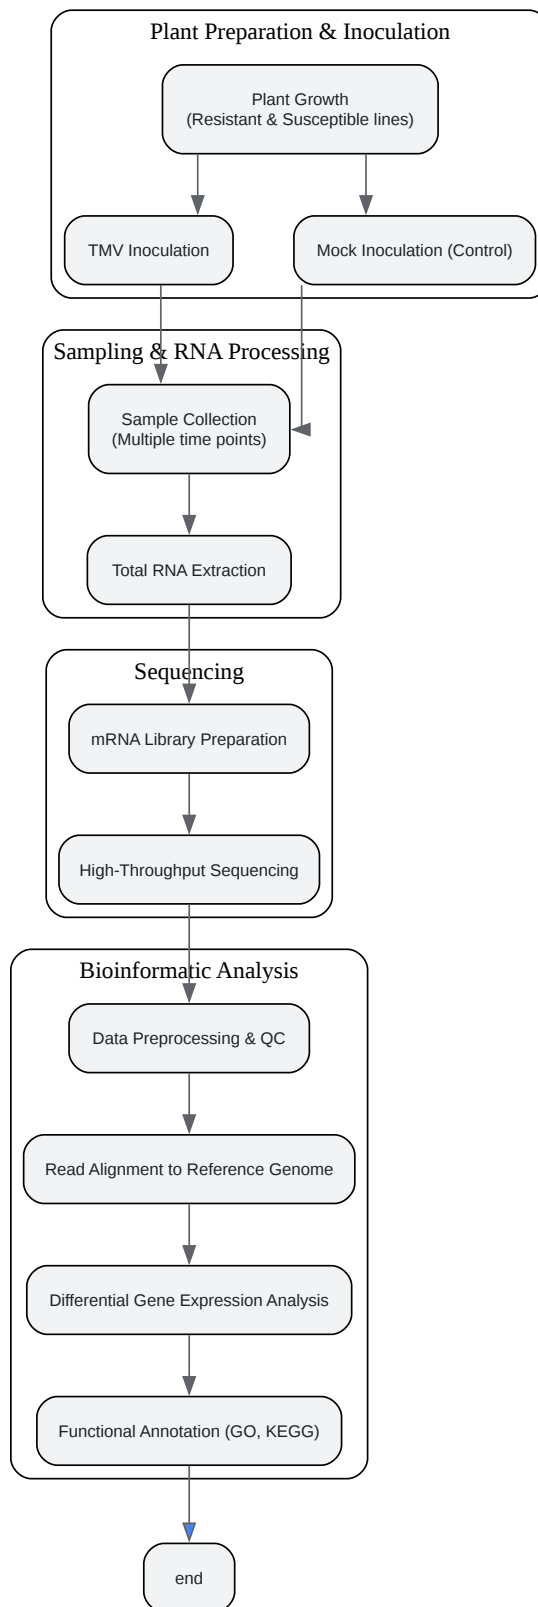 Plant Preparation & Inoculation
Plant Growth
(Resistant & Susceptible lines)
TMV Inoculation
Mock Inoculation (Control)
Sampling & RNA Processing
Sample Collection
(Multiple time points)
Total RNA Extraction
Sequencing
mRNA Library Preparation
High-Throughput Sequencing
Bioinformatic Analysis
Data Preprocessing & QC
Read Alignment to Reference Genome
Differential Gene Expression Analysis
Functional Annotation (GO, KEGG)
end